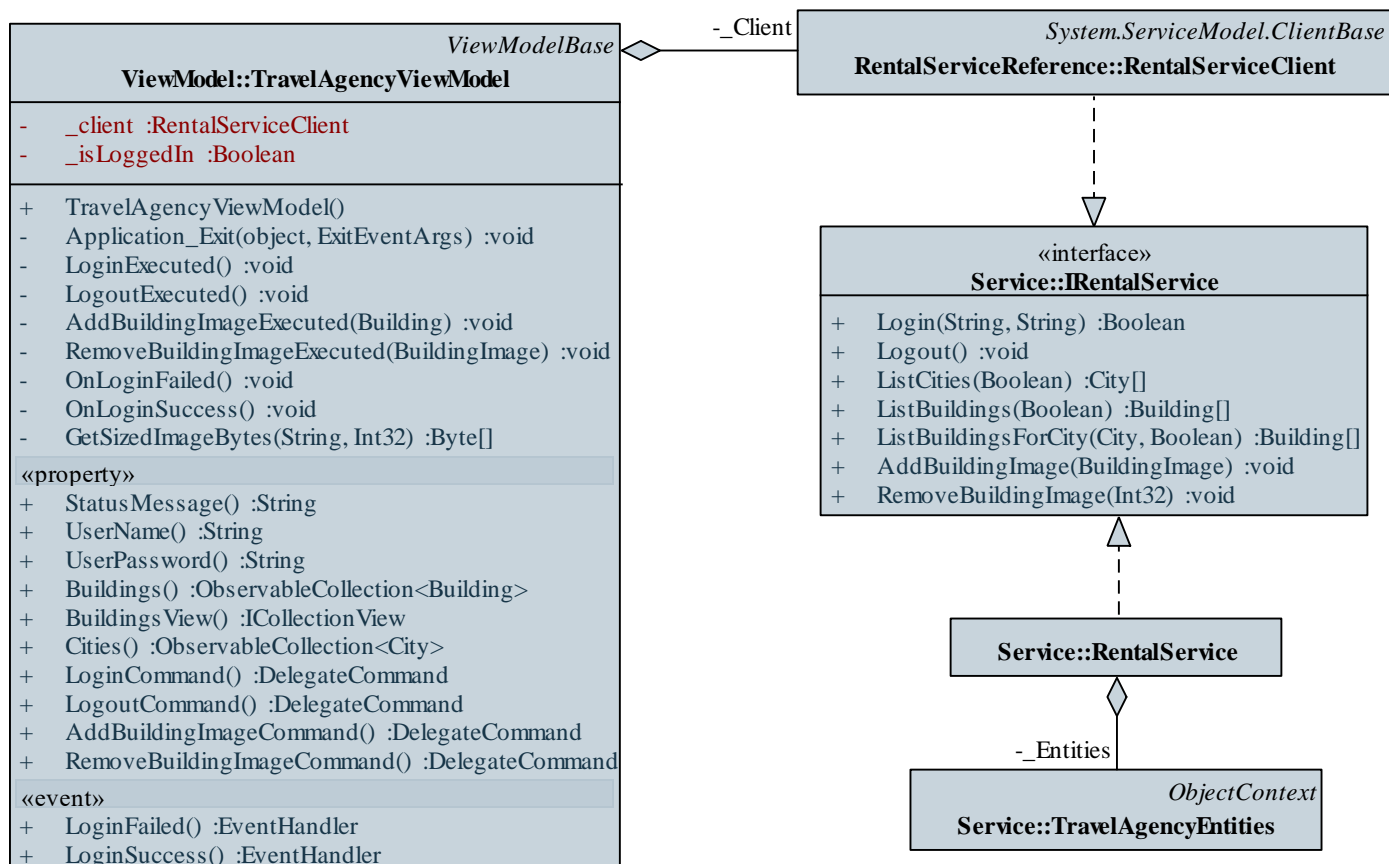 ViewModelBase
ViewModel::TravelAgencyViewModel
- _client :RentalServiceClient
- _isLoggedIn :Boolean
+ TravelAgencyViewModel()
- Application_Exit(object, ExitEventArgs) :void
- LoginExecuted() :void
- LogoutExecuted() :void
- AddBuildingImageExecuted(Building) :void
- RemoveBuildingImageExecuted(BuildingImage) :void
- OnLoginFailed() :void
- OnLoginSuccess() :void
- GetSizedImageBytes(String, Int32) :Byte[]
«property»
+ StatusMessage() :String
+ UserName() :String
+ UserPassword() :String
+ Buildings() :ObservableCollection<Building>
+ BuildingsView() :ICollectionView
+ Cities() :ObservableCollection<City>
+ LoginCommand() :DelegateCommand
+ LogoutCommand() :DelegateCommand
+ AddBuildingImageCommand() :DelegateCommand
+ RemoveBuildingImageCommand() :DelegateCommand
«event»
+ LoginFailed() :EventHandler
+ LoginSuccess() :EventHandler
-_Client
System.ServiceModel.ClientBase
RentalServiceReference::RentalServiceClient
«interface»
Service::IRentalService
+ Login(String, String) :Boolean
+ Logout() :void
+ ListCities(Boolean) :City[]
+ ListBuildings(Boolean) :Building[]
+ ListBuildingsForCity(City, Boolean) :Building[]
+ AddBuildingImage(BuildingImage) :void
+ RemoveBuildingImage(Int32) :void
Service::RentalService
-_Entities
ObjectContext
Service::TravelAgencyEntities